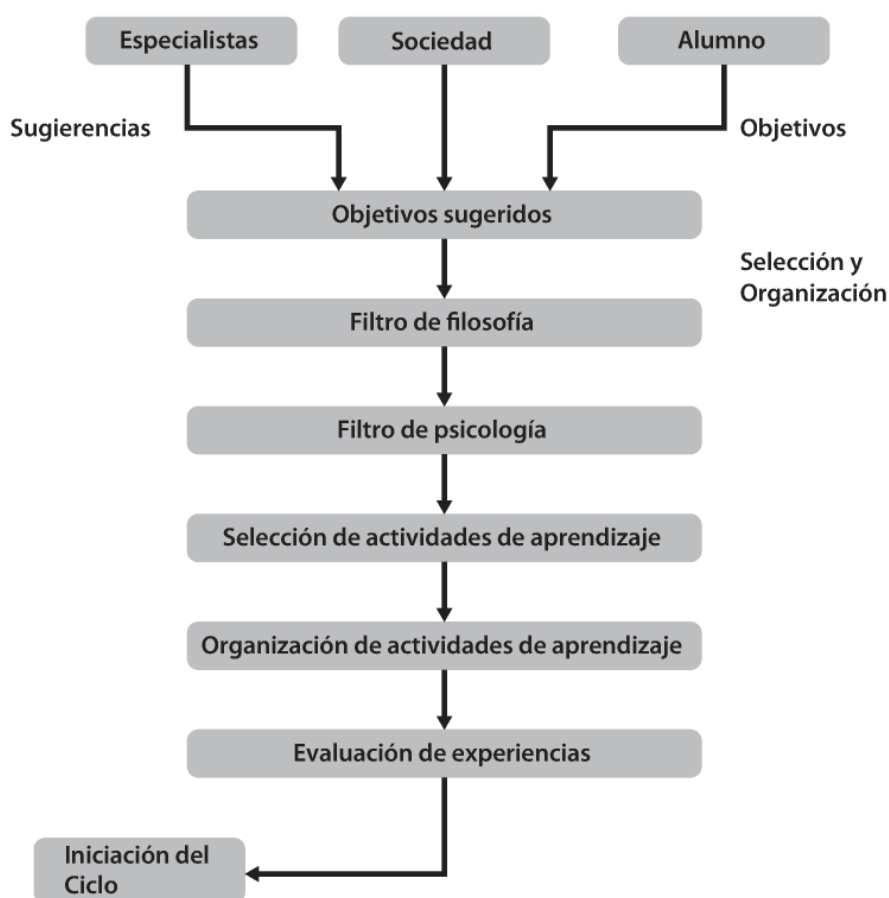 Especialistas
Sociedad
Alumno
Sugierencias
Objetivos
Objetivos sugeridos
Selección y
Organización
Filtro de filosofía
Filtro de psicología
Selección de actividades de aprendizaje
Organización de actividades de aprendizaje
Evaluación de experiencias
Iniciación del
Ciclo